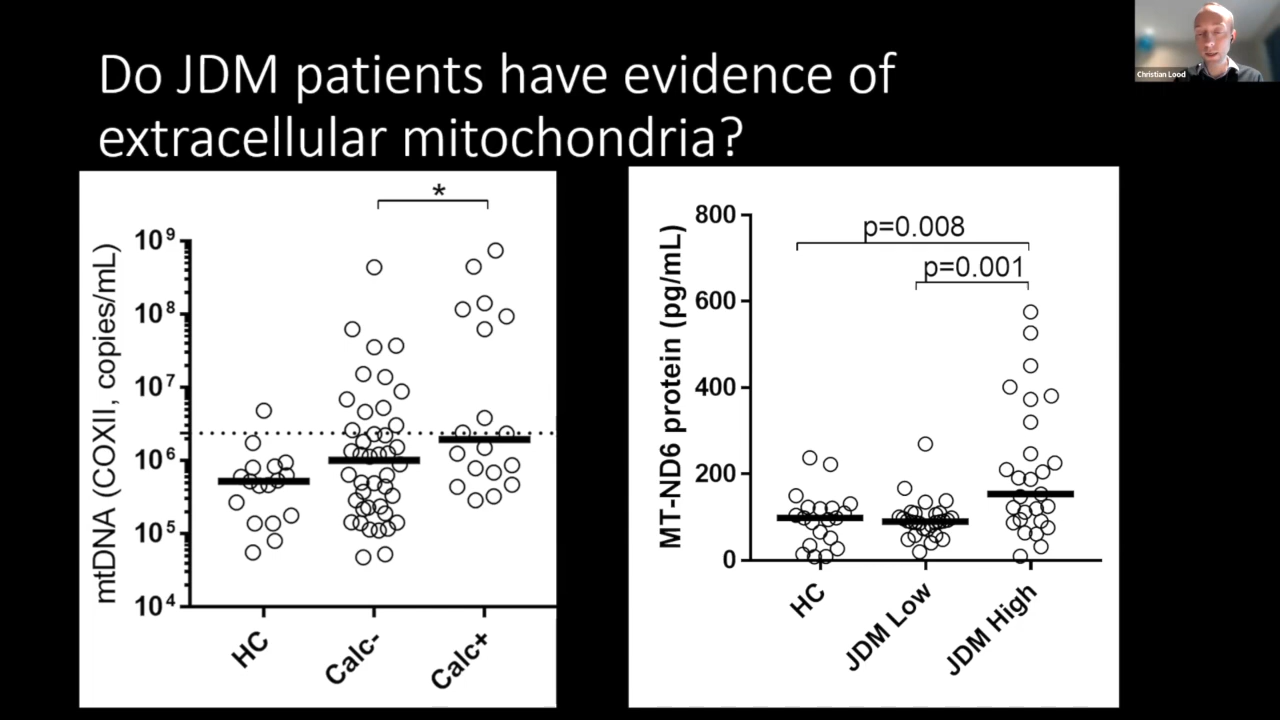 Do JDM patients have evidence of
extracellular mitochondria?
Christian Lood
*
mtDNA (COXII, copies/mL)
10⁹
10⁸
10⁷
10⁶
10⁵
10⁴
HC
Calc-
Calc+
MT-ND6 protein (pg/mL)
800
600
400
200
0
p=0.008
p=0.001
HC
JDM Low
JDM High